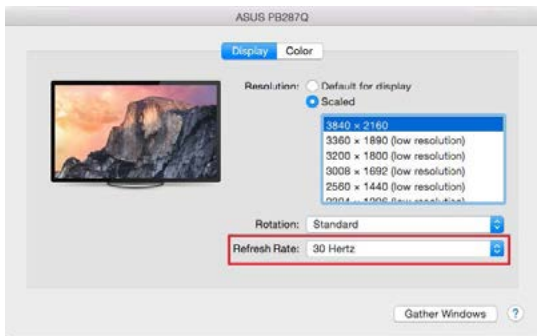 ASUS PB287Q
Display Color
Resolution: Default for display
Scaled
3840 × 2160
3360 × 1890 (low resolution)
3200 × 1800 (low resolution)
3008 × 1692 (low resolution)
2560 × 1440 (low resolution)
Rotation: Standard
Refresh Rate: 30 Hertz
Gather Windows ?